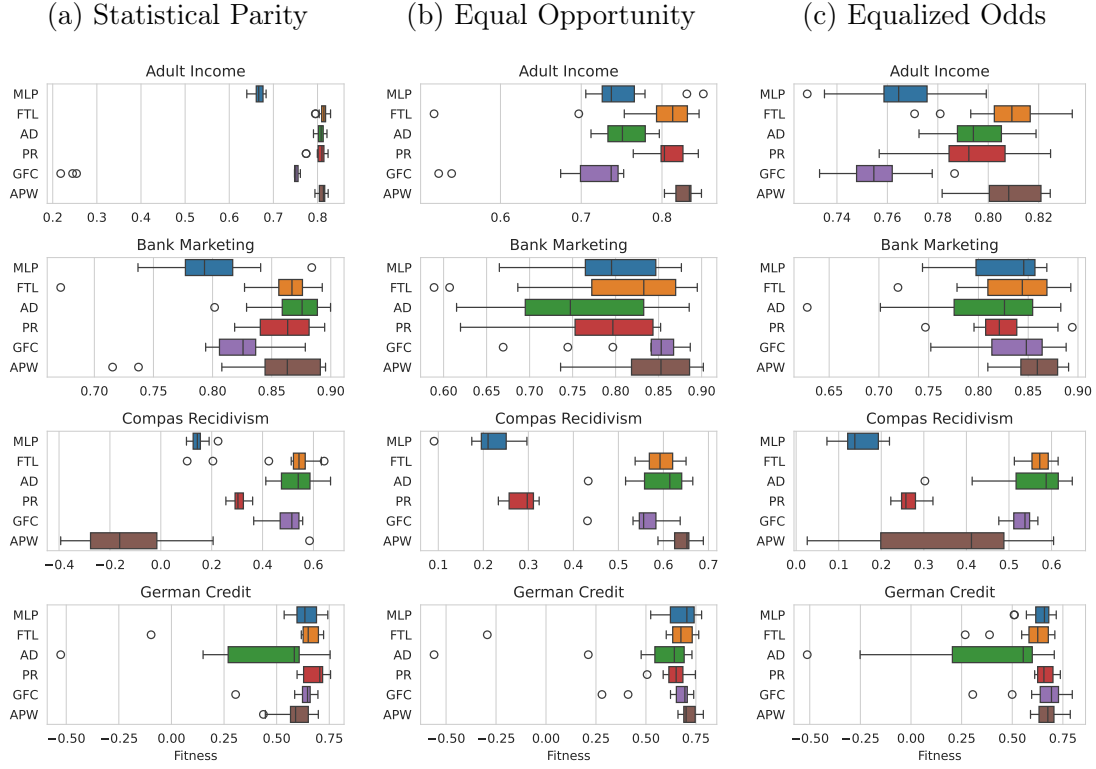 (a) Statistical Parity
(b) Equal Opportunity
(c) Equalized Odds
Adult Income
MLP
FTL
AD
PR
GFC
APW
0.2 0.3 0.4 0.5 0.6 0.7 0.8
Adult Income
MLP
FTL
AD
PR
GFC
APW
0.6 0.7 0.8
Adult Income
MLP
FTL
AD
PR
GFC
APW
0.74 0.76 0.78 0.80 0.82
Bank Marketing
MLP
FTL
AD
PR
GFC
APW
0.70 0.75 0.80 0.85 0.90
Bank Marketing
MLP
FTL
AD
PR
GFC
APW
0.60 0.65 0.70 0.75 0.80 0.85 0.90
Bank Marketing
MLP
FTL
AD
PR
GFC
APW
0.65 0.70 0.75 0.80 0.85 0.90
Compas Recidivism
MLP
FTL
AD
PR
GFC
APW
−0.4 −0.2 0.0 0.2 0.4 0.6
Compas Recidivism
MLP
FTL
AD
PR
GFC
APW
0.1 0.2 0.3 0.4 0.5 0.6 0.7
Compas Recidivism
MLP
FTL
AD
PR
GFC
APW
0.0 0.1 0.2 0.3 0.4 0.5 0.6
German Credit
MLP
FTL
AD
PR
GFC
APW
−0.50 −0.25 0.00 0.25 0.50 0.75
Fitness
German Credit
MLP
FTL
AD
PR
GFC
APW
−0.50 −0.25 0.00 0.25 0.50 0.75
Fitness
German Credit
MLP
FTL
AD
PR
GFC
APW
−0.50 −0.25 0.00 0.25 0.50 0.75
Fitness